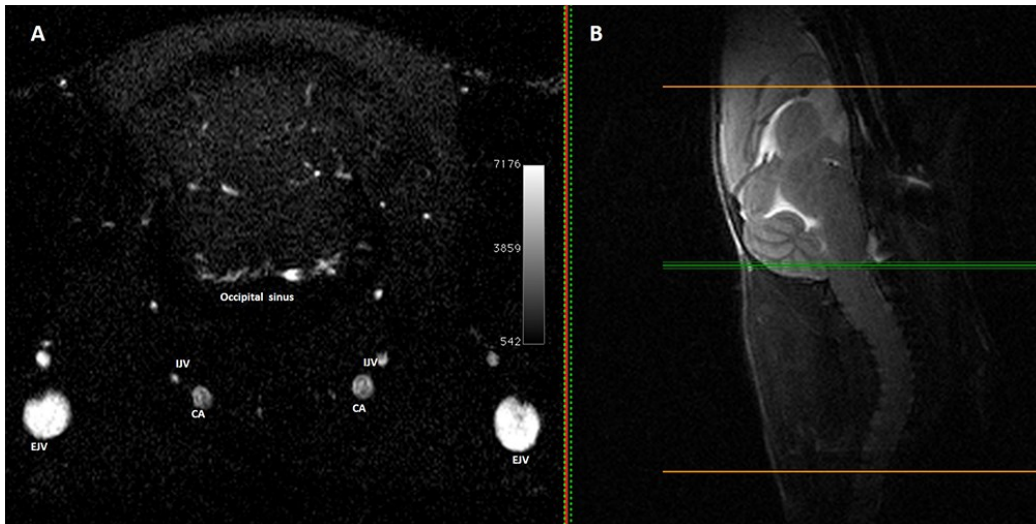 A
B
7176
3859
542
Occipital sinus
IJV
IJV
CA
CA
EJV
EJV